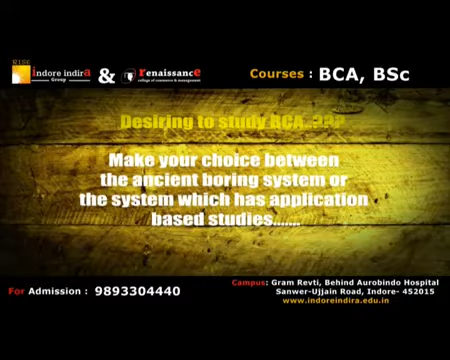 RISE
indore indira
Group
&
renaissance
college of commerce & management
Courses : BCA, BSc
Desiring to study BCA..???
Make your choice between
the ancient boring system or
the system which has application
based studies.......
For Admission : 9893304440
Campus: Gram Revti, Behind Aurobindo Hospital
Sanwer-Ujjain Road, Indore- 452015
www.indoreindira.edu.in